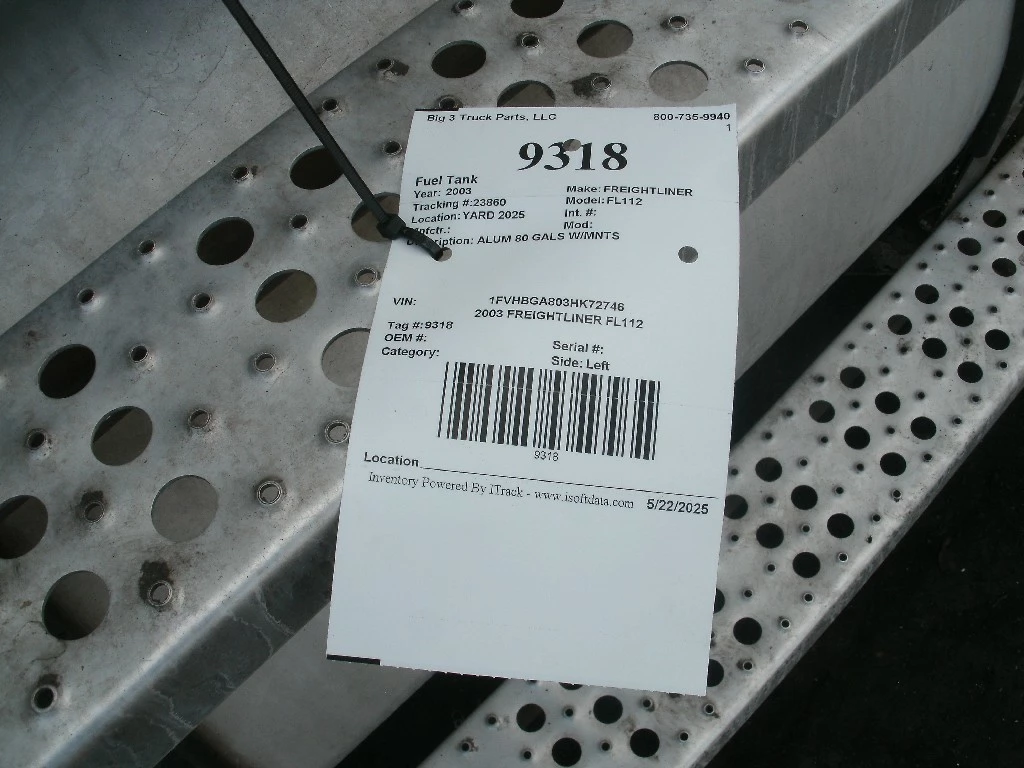 Big 3 Truck Parts, LLC 800-735-9940
1
9318
Fuel Tank
Year: 2003 Make: FREIGHTLINER
Tracking #:23860 Model: FL112
Location: YARD 2025 Int. #:
Mod:
ALUM 80 GALS W/MNTS
VIN: 1FVHBGA803HK72746
2003 FREIGHTLINER FL112
Tag #: 9318
OEM #: Serial #:
Category: Side: Left
9318
Location
Inventory Powered By ITrack - www.isoftdata.com 5/22/2025